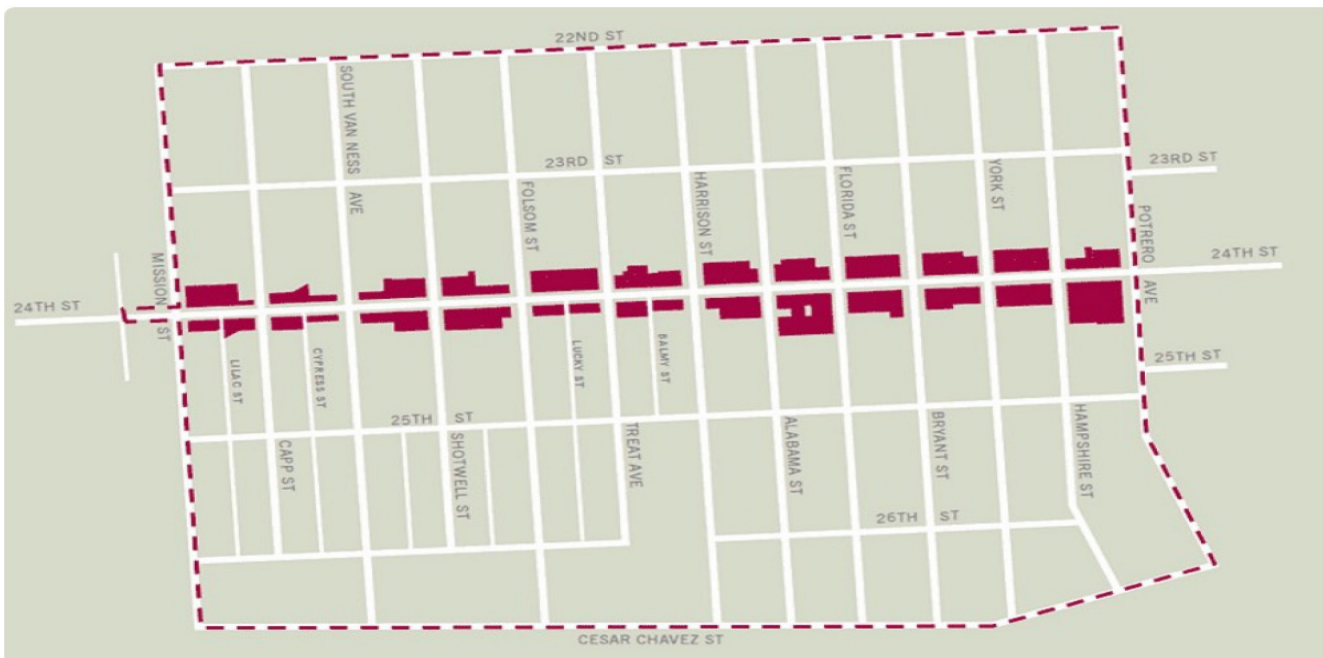 22ND ST
SOUTH VAN NESS AVE
23RD ST
23RD ST
FOLSOM ST
HARRISON ST
FLORIDA ST
YORK ST
POTRERO AVE
MISSION ST
24TH ST
24TH ST
LILAC ST
CYPRESS ST
LUCKY ST
BALMY ST
25TH ST
25TH ST
CAPP ST
SHOTWELL ST
TREAT AVE
ALABAMA ST
BRYANT ST
HAMPSHIRE ST
26TH ST
CESAR CHAVEZ ST